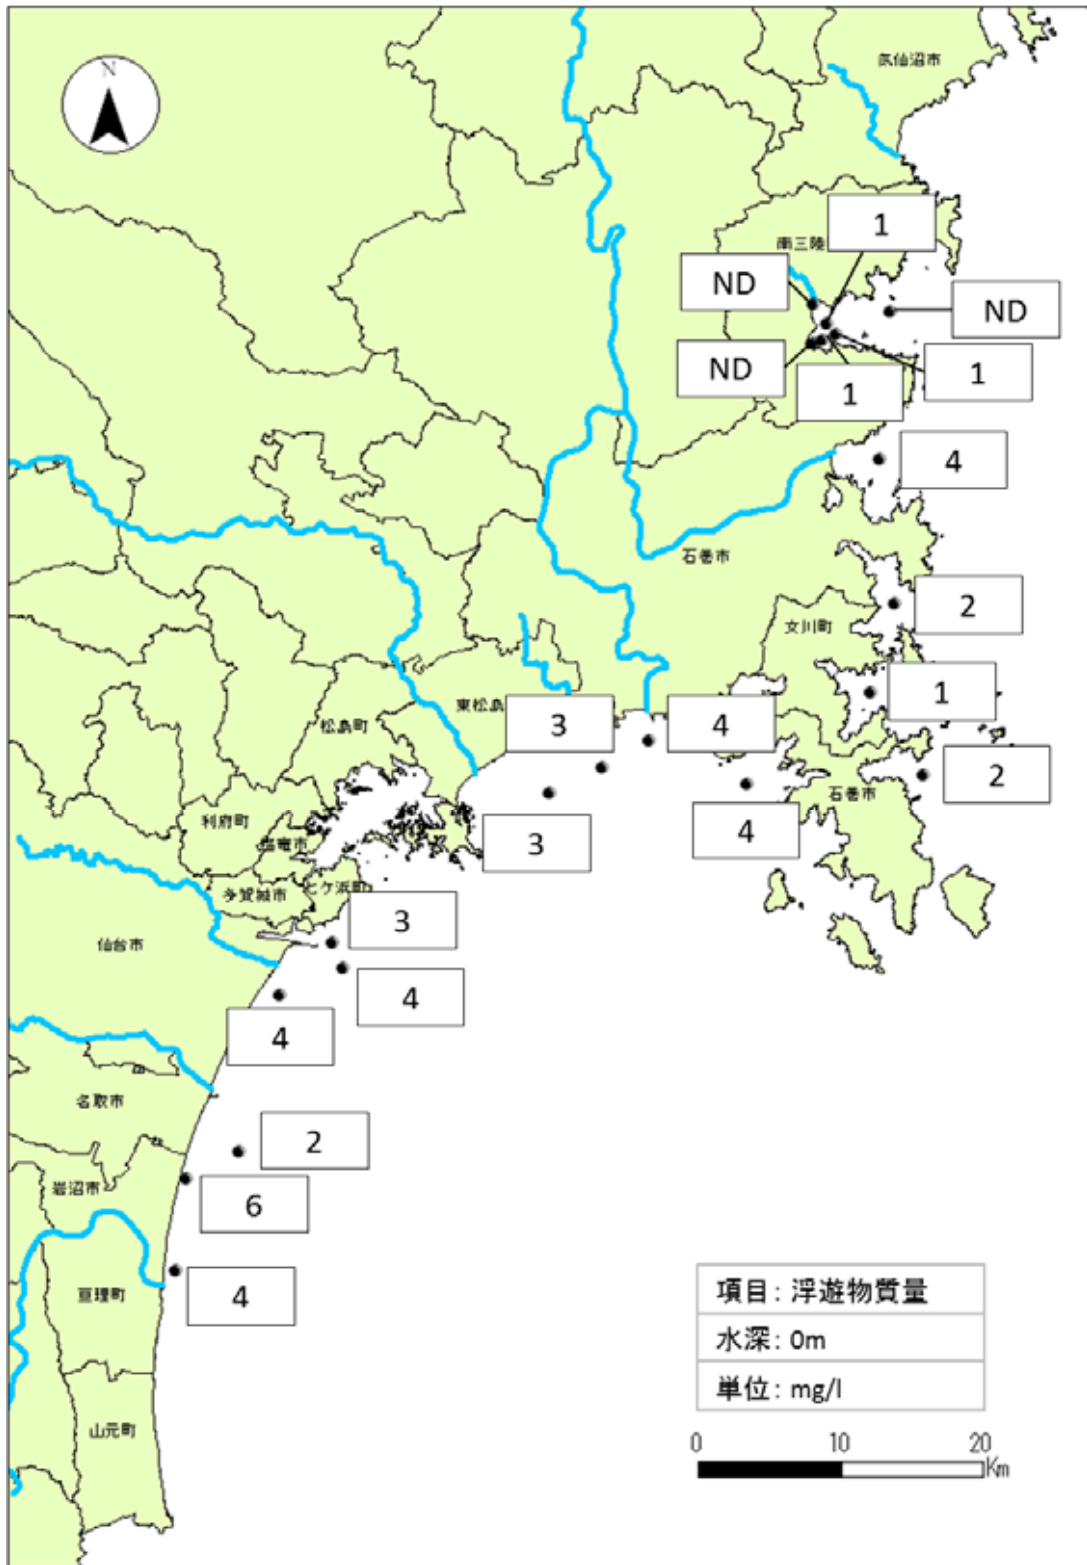 N
気仙沼市
1
南三陸
ND
ND
ND
1
1
4
石巻市
2
女川町
1
東松島
3
4
松島町
2
石巻市
4
利府町
3
塩竈市
多賀城市
七ケ浜町
3
仙台市
4
4
名取市
2
岩沼市
6
亘理町
4
項目: 浮遊物質量
水深: 0m
単位: mg/l
山元町
0 10 20
Km